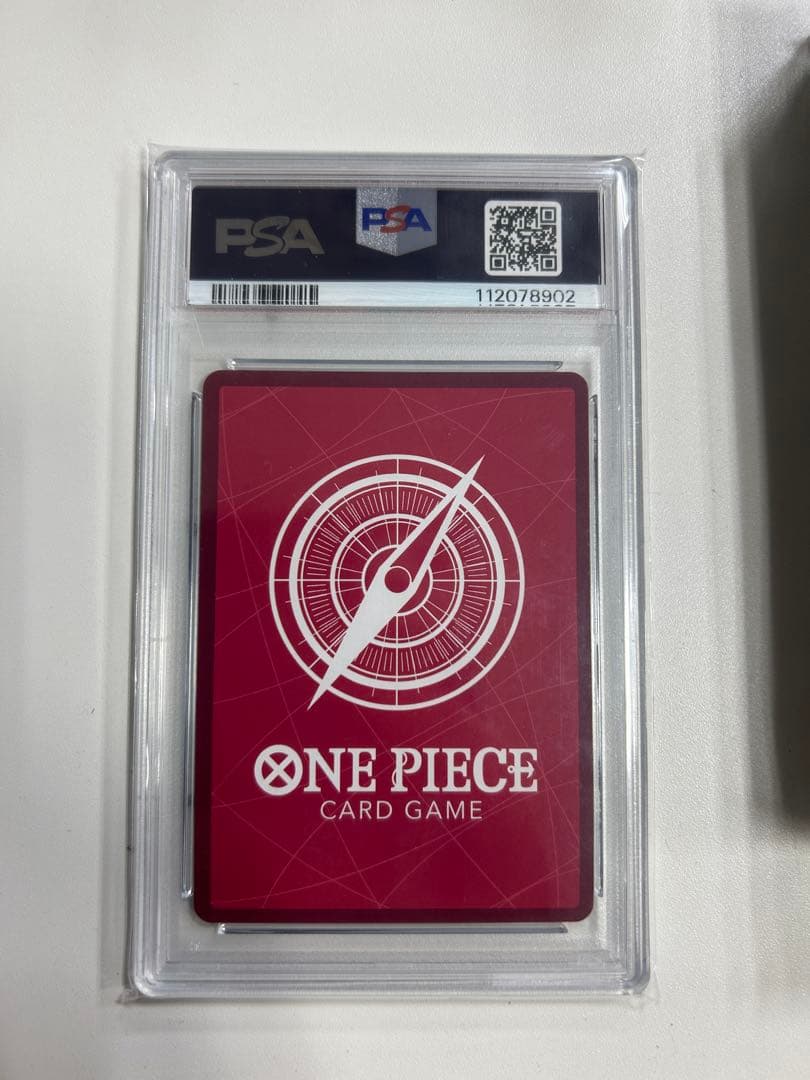 PSA
PSA
112078902
ONE PIECE
CARD GAME